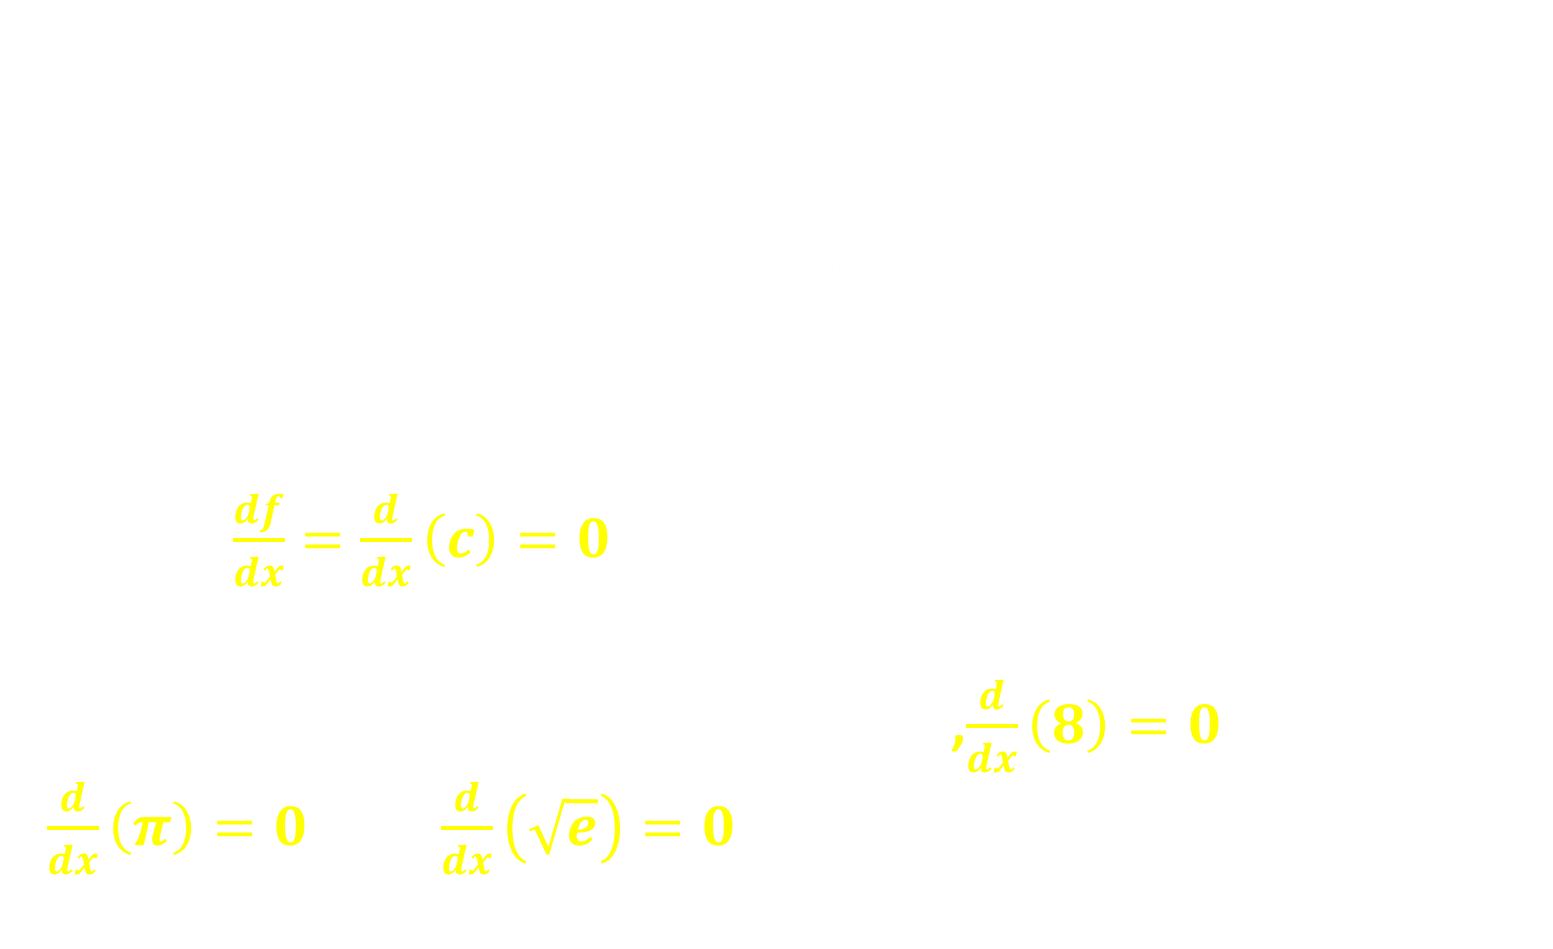 df/dx = d/dx (c) = 0
, d/dx (8) = 0
d/dx (π) = 0 d/dx (√e) = 0